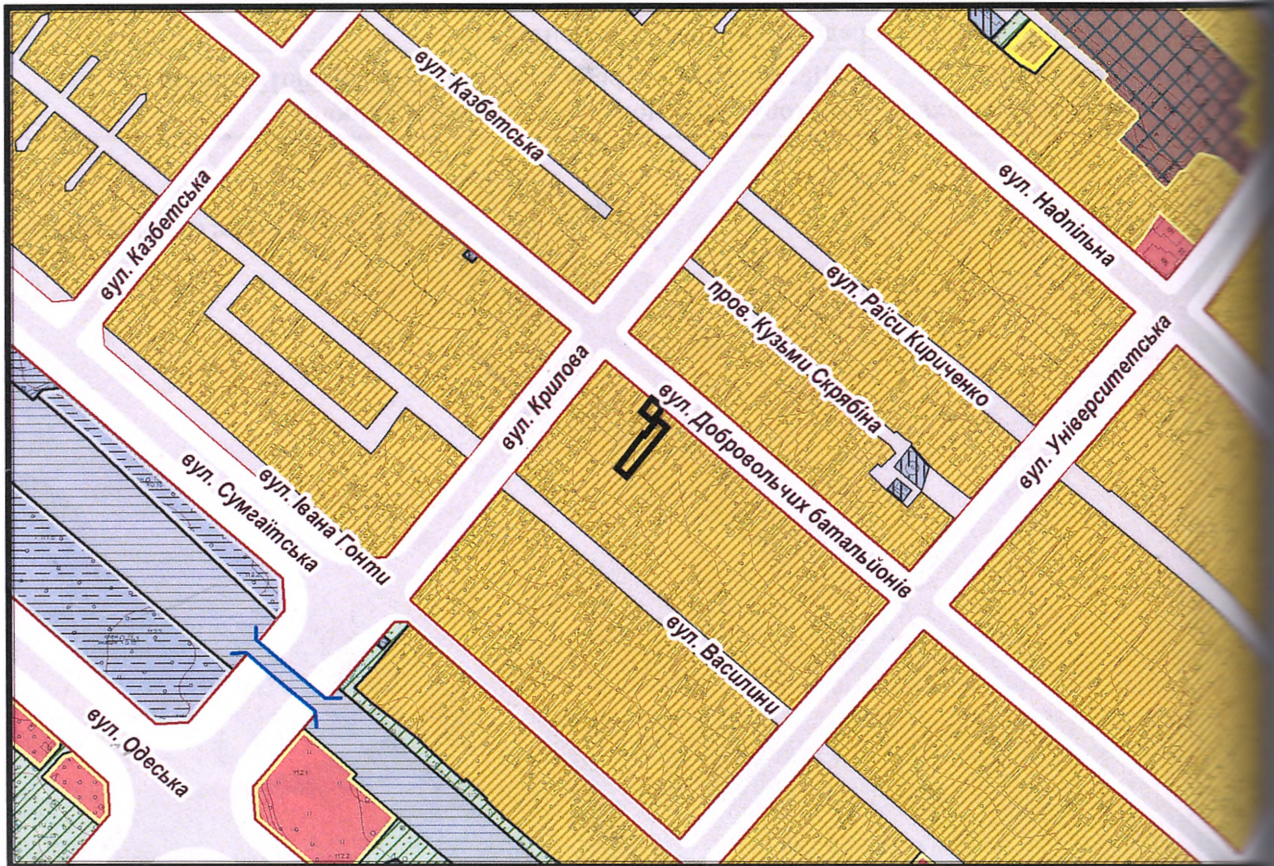 вул. Казбетська
вул. Надпільна
вул. Казбетська
вул. Раїси Кириченко
пров. Кузьми Скрябіна
вул. Університетська
вул. Крилова
вул. Добровольчих батальйонів
вул. Івана Гонти
вул. Сумгаїтська
вул. Василини
вул. Одеська